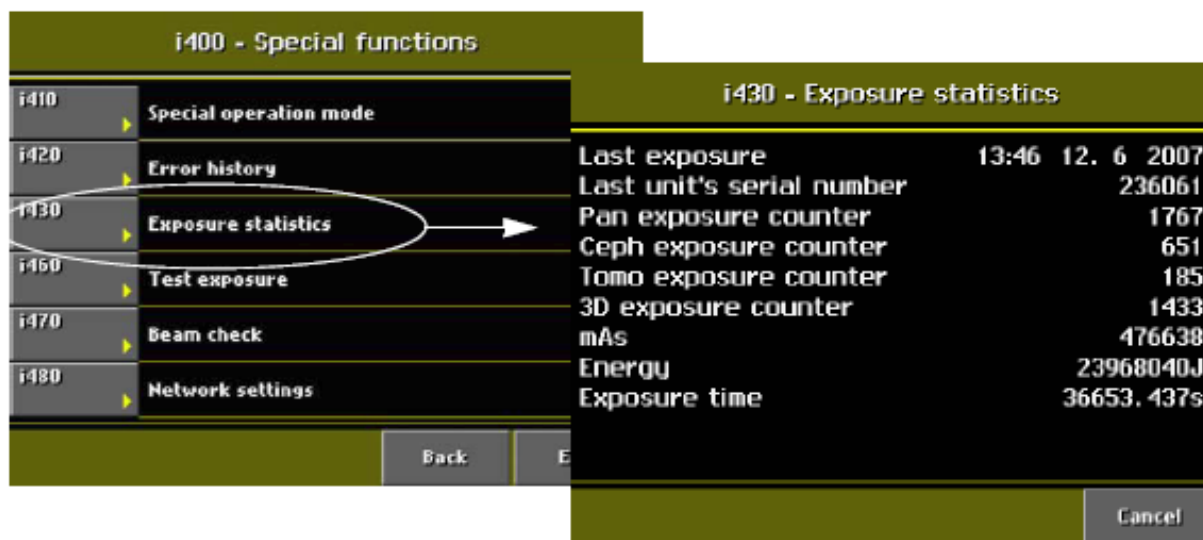 i400 - Special functions
i410 Special operation mode
i420 Error history
i430 Exposure statistics
i460 Test exposure
i470 Beam check
i480 Network settings
Back E
i430 - Exposure statistics
Last exposure 13:46 12. 6 2007
Last unit's serial number 236061
Pan exposure counter 1767
Ceph exposure counter 651
Tomo exposure counter 185
3D exposure counter 1433
mAs 476638
Energy 23968040J
Exposure time 36653.437s
Cancel